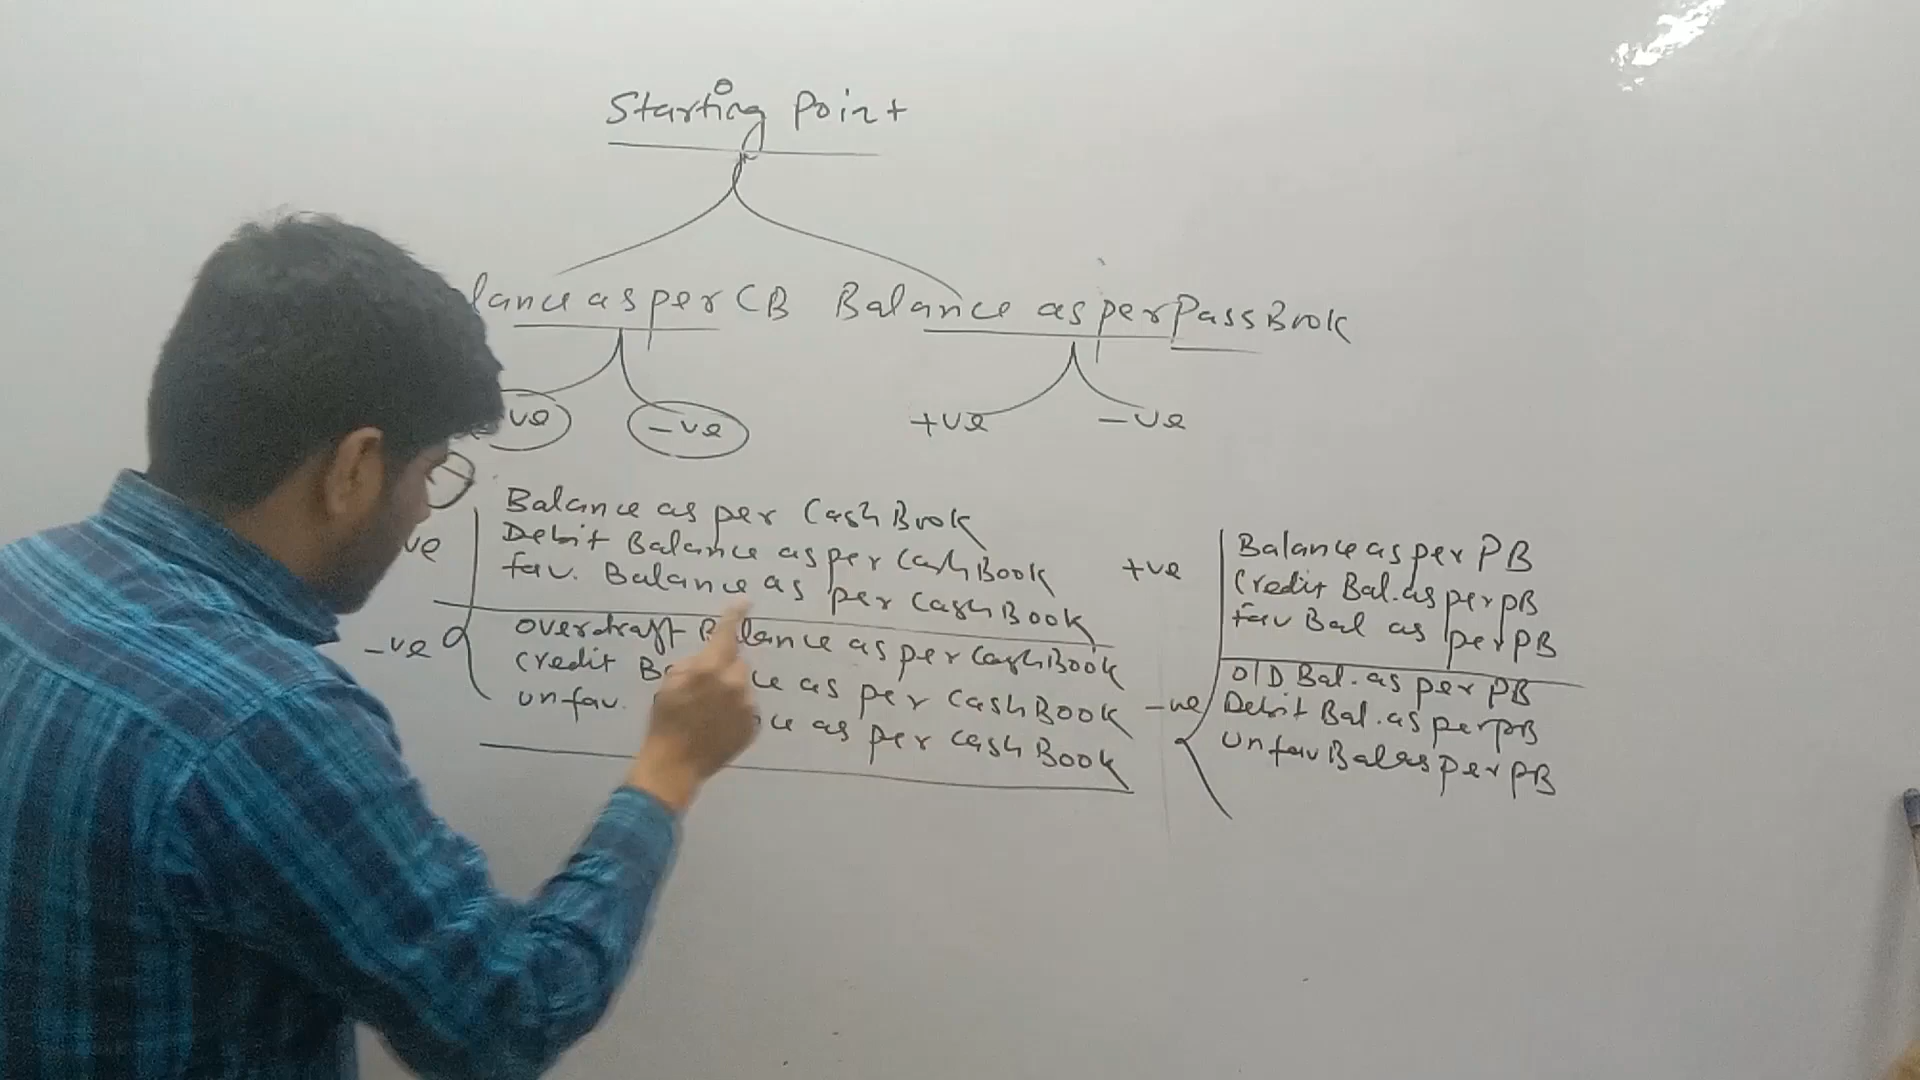 Starting Point
lance as per CB Balance as per Pass Book
ve -ve +ve -ve
Balance as per Cash Book
Debit Balance as per Cash Book
fav. Balance as per Cash Book
ve
overdraft Balance as per Cash Book
Credit Ba ce as per Cash Book
unfav. ce as per Cash Book
-ve
+ve
Balance as per PB
Credit Bal. as per PB
Fav Bal as per PB
O/D Bal. as per PB
Debit Bal. as per PB
Unfav Bal as per PB
-ve